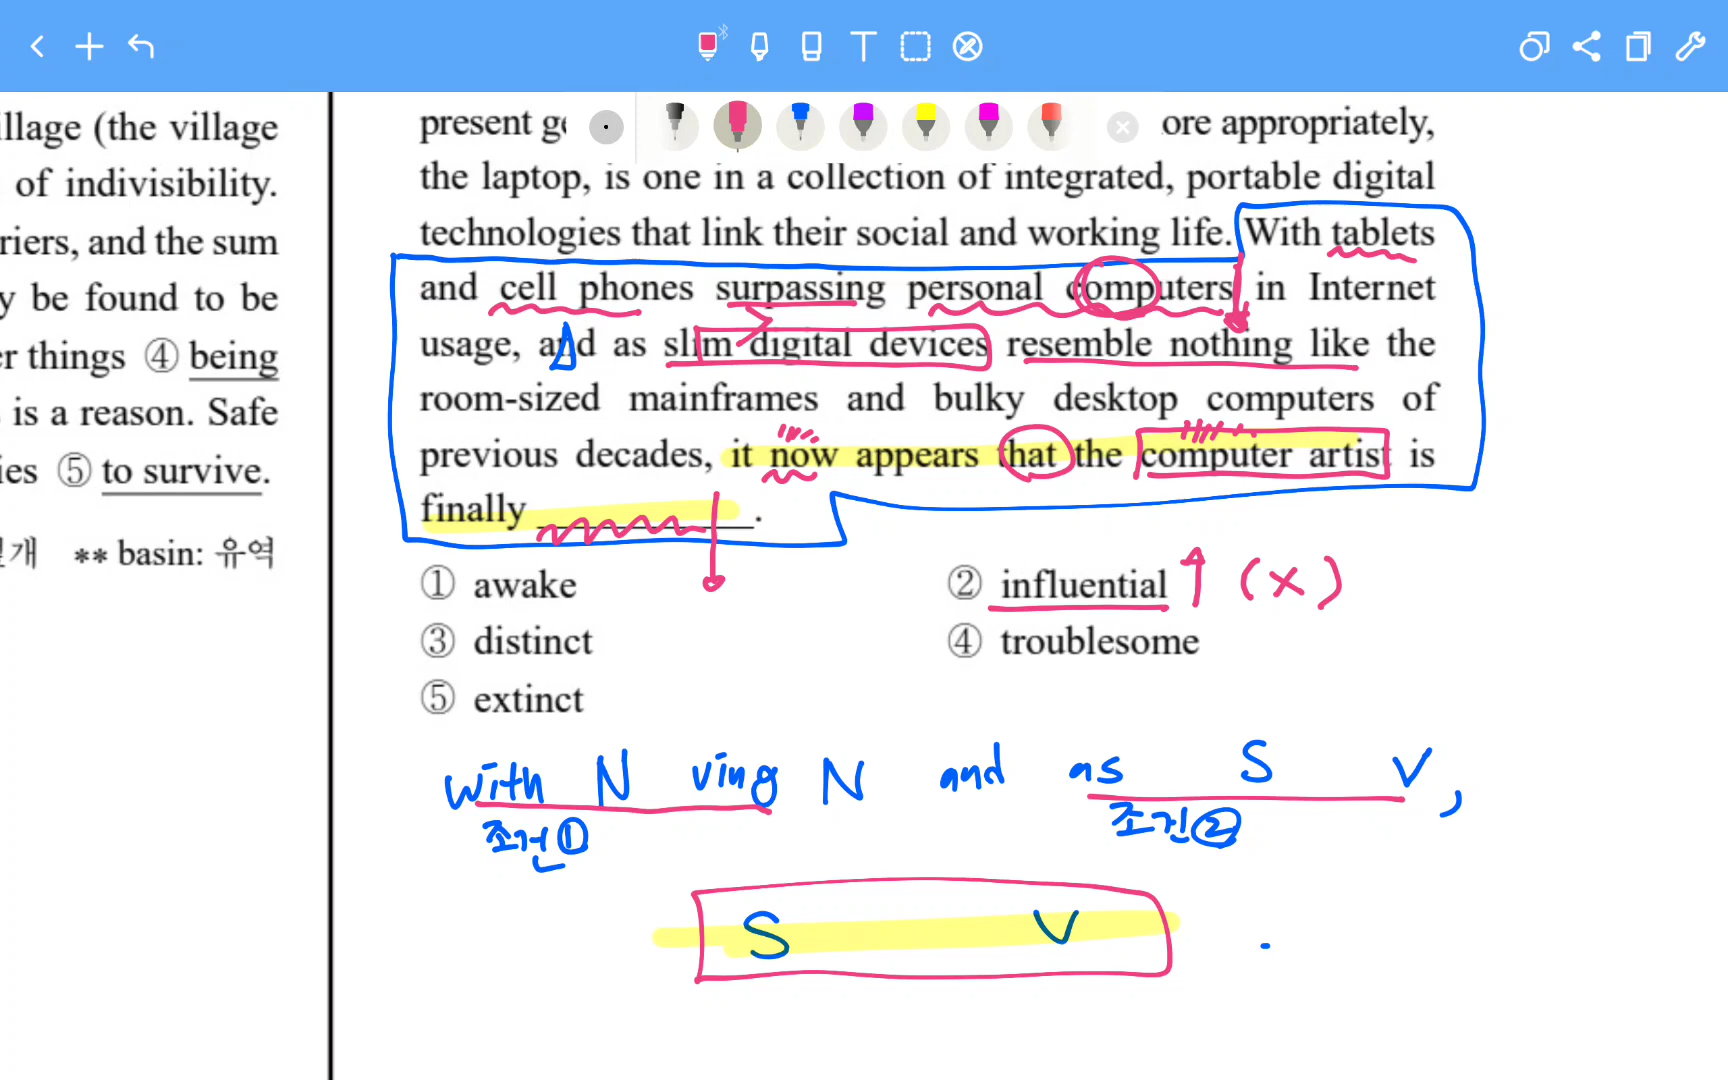 illage (the village
of indivisibility.
riers, and the sum
y be found to be
er things ④ being
is a reason. Safe
ies ⑤ to survive.
개 ** basin: 유역
present ge ore appropriately,
the laptop, is one in a collection of integrated, portable digital
technologies that link their social and working life. With tablets
and cell phones surpassing personal computers in Internet
usage, and as slim digital devices resemble nothing like the
room-sized mainframes and bulky desktop computers of
previous decades, it now appears that the computer artist is
finally ____________.
① awake ② influential ↑ (×)
③ distinct ④ troublesome
⑤ extinct
with N ving N and as S V,
조건① 조건②
S V .